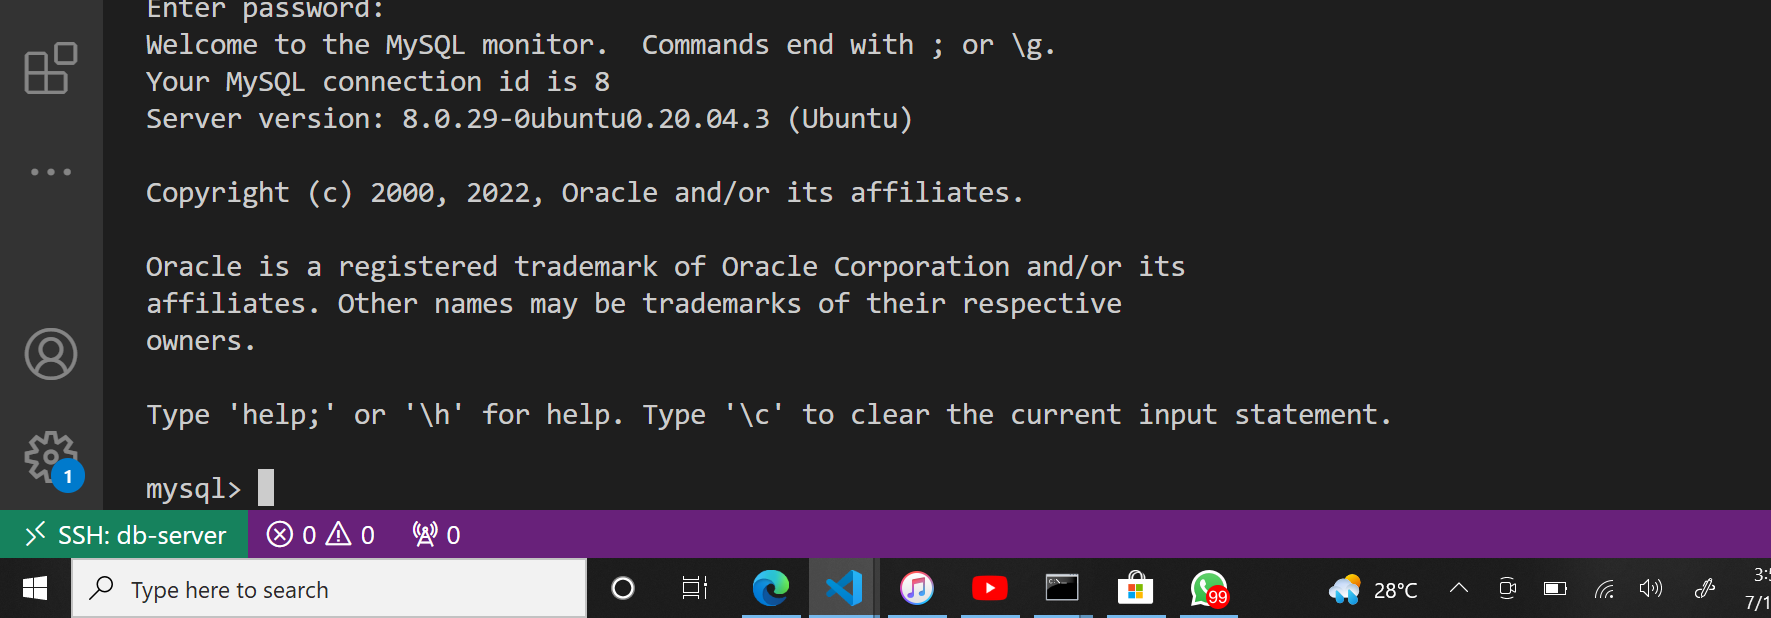 Enter password:
Welcome to the MySQL monitor.  Commands end with ; or \g.
Your MySQL connection id is 8
Server version: 8.0.29-0ubuntu0.20.04.3 (Ubuntu)
Copyright (c) 2000, 2022, Oracle and/or its affiliates.
Oracle is a registered trademark of Oracle Corporation and/or its
affiliates. Other names may be trademarks of their respective
owners.
Type 'help;' or '\h' for help. Type '\c' to clear the current input statement.
mysql>
1
SSH: db-server 0 0 0
Type here to search
99
28°C
3:5
7/1